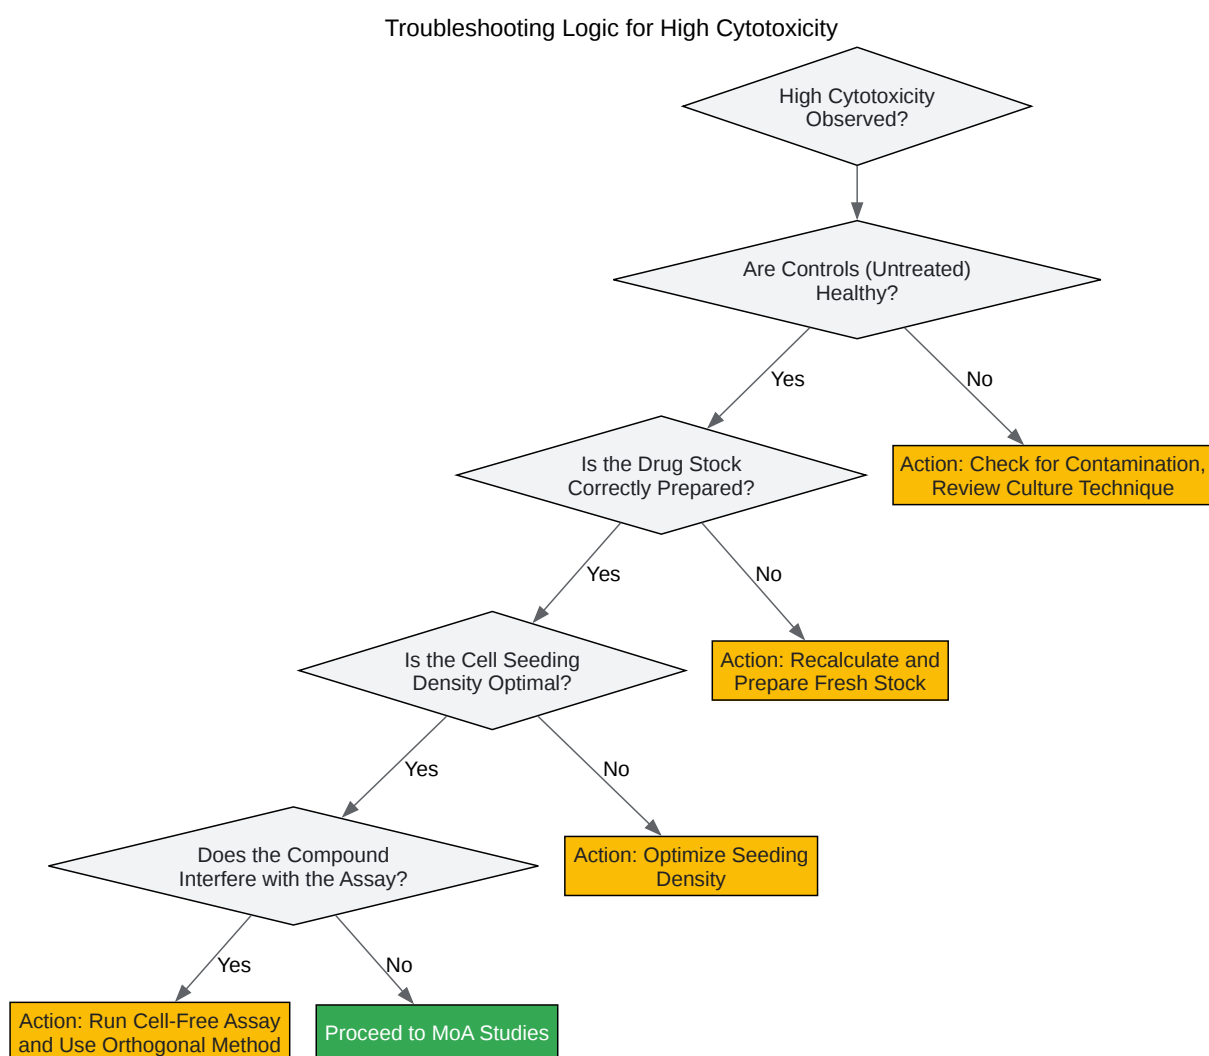 Troubleshooting Logic for High Cytotoxicity
High Cytotoxicity
Observed?
Are Controls (Untreated)
Healthy?
Yes
No
Is the Drug Stock
Correctly Prepared?
Action: Check for Contamination,
Review Culture Technique
Yes
No
Is the Cell Seeding
Density Optimal?
Action: Recalculate and
Prepare Fresh Stock
Yes
No
Does the Compound
Interfere with the Assay?
Action: Optimize Seeding
Density
Yes
No
Action: Run Cell-Free Assay
and Use Orthogonal Method
Proceed to MoA Studies